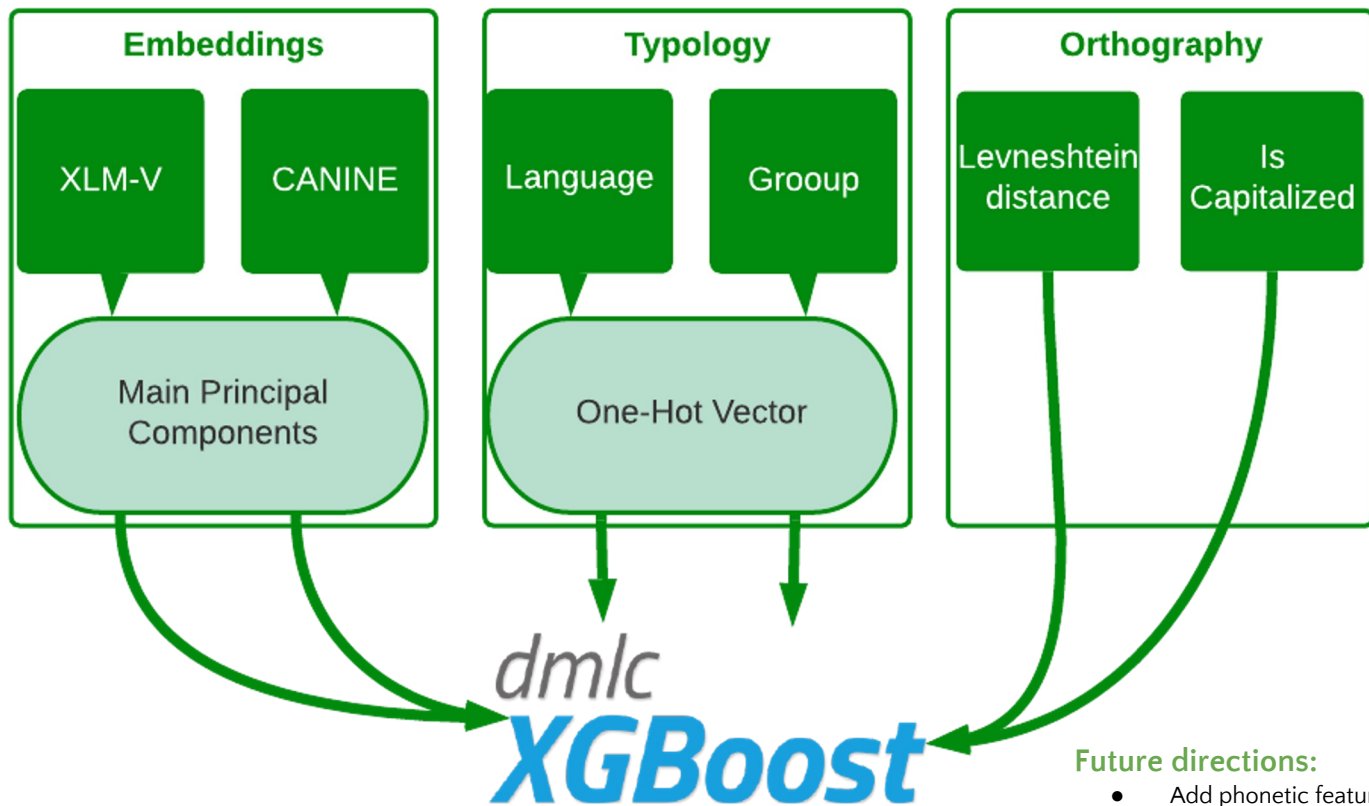 Embeddings
XLM-V
CANINE
Main Principal
Components
Typology
Language
Grooup
One-Hot Vector
Orthography
Levneshtein
distance
Is
Capitalized
dmlc
XGBoost
Future directions:
● Add phonetic